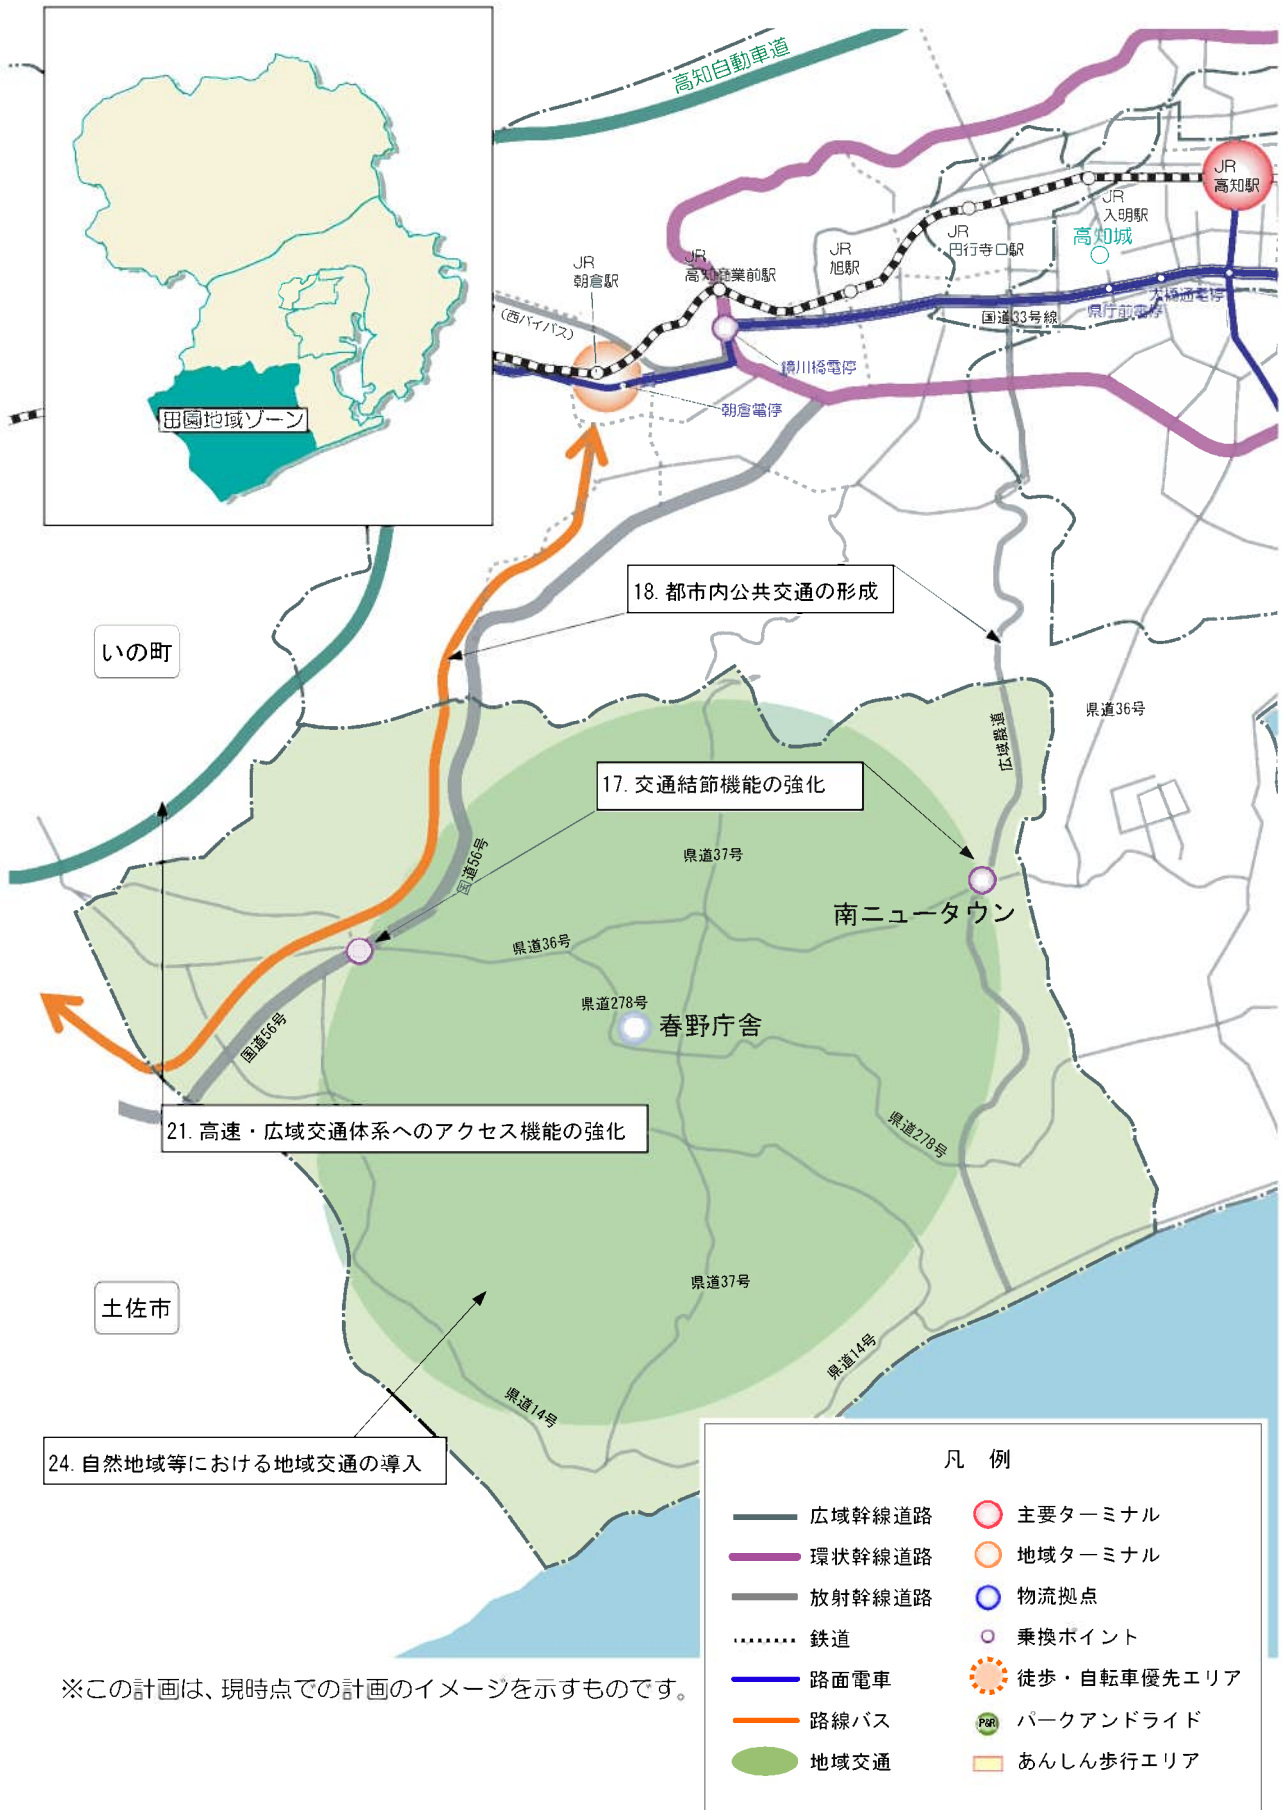 高知自動車道
JR
高知駅
JR
入明駅
高知城
JR
円行寺口駅
JR
旭駅
JR
高知商業前駅
JR
朝倉駅
(西バイパス)
大橋通電停
県庁前電停
国道33号線
鏡川橋電停
朝倉電停
田園地域ゾーン
18. 都市内公共交通の形成
いの町
県道36号
広域農道
17. 交通結節機能の強化
国道56号
県道37号
南ニュータウン
県道36号
県道278号
春野庁舎
国道56号
21. 高速・広域交通体系へのアクセス機能の強化
県道278号
県道37号
土佐市
県道14号
県道14号
24. 自然地域等における地域交通の導入
凡 例
広域幹線道路
主要ターミナル
環状幹線道路
地域ターミナル
放射幹線道路
物流拠点
鉄道
乗換ポイント
路面電車
徒歩・自転車優先エリア
路線バス
P&R
パークアンドライド
地域交通
あんしん歩行エリア
※この計画は、現時点での計画のイメージを示すものです。